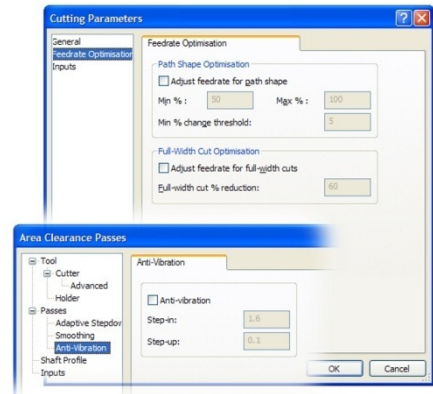 Cutting Parameters
General
Feedrate Optimisation
Inputs
Feedrate Optimisation
Path Shape Optimisation
Adjust feedrate for path shape
Min % : 50 Max % : 100
Min % change threshold: 5
Full-Width Cut Optimisation
Adjust feedrate for full-width cuts
Full-width cut % reduction: 60
Area Clearance Passes
Tool
Cutter
Advanced
Holder
Passes
Adaptive Stepdow
Smoothing
Anti-Vibration
Shaft Profile
Inputs
Anti-Vibration
Anti-vibration
Step-in: 1.6
Step-up: 0.1
OK Cancel